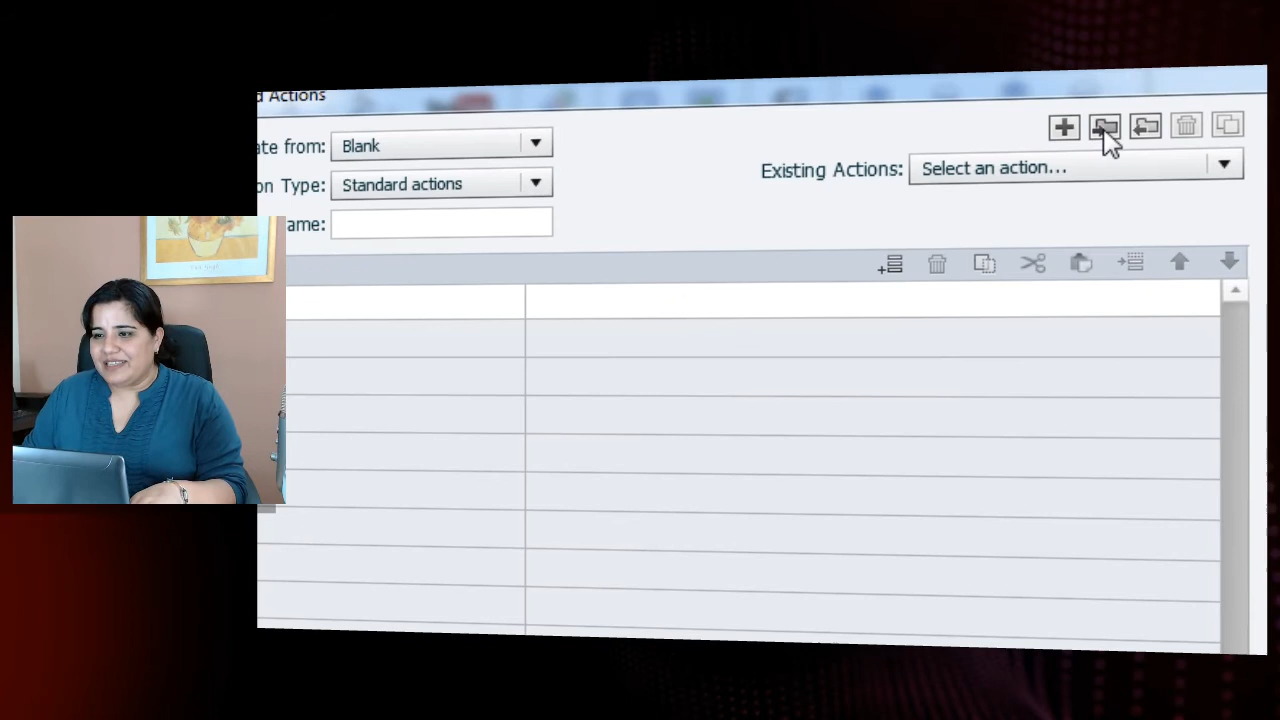 d Actions
ate from: Blank
on Type: Standard actions
ame:
Existing Actions: Select an action...